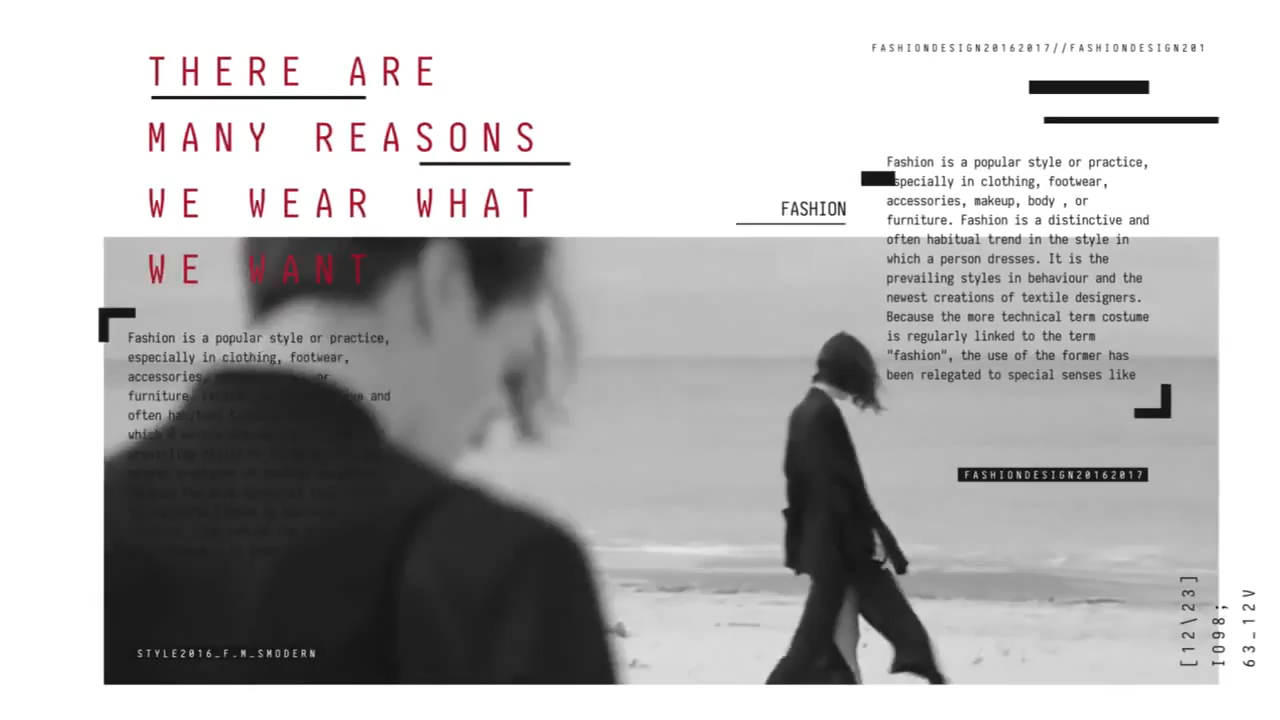 THERE ARE
MANY REASONS
WE WEAR WHAT
WE WANT
FASHIONDESIGN20162017//FASHIONDESIGN201
FASHION
Fashion is a popular style or practice,
specially in clothing, footwear,
accessories, makeup, body , or
furniture. Fashion is a distinctive and
often habitual trend in the style in
which a person dresses. It is the
prevailing styles in behaviour and the
newest creations of textile designers.
Because the more technical term costume
is regularly linked to the term
"fashion", the use of the former has
been relegated to special senses like
FASHIONDESIGN20162017
Fashion is a popular style or practice,
especially in clothing, footwear,
accessories, or
furniture. and
often
which
STYLE2016_F.M_SMODERN
[12\23]
IO98;
63_12V